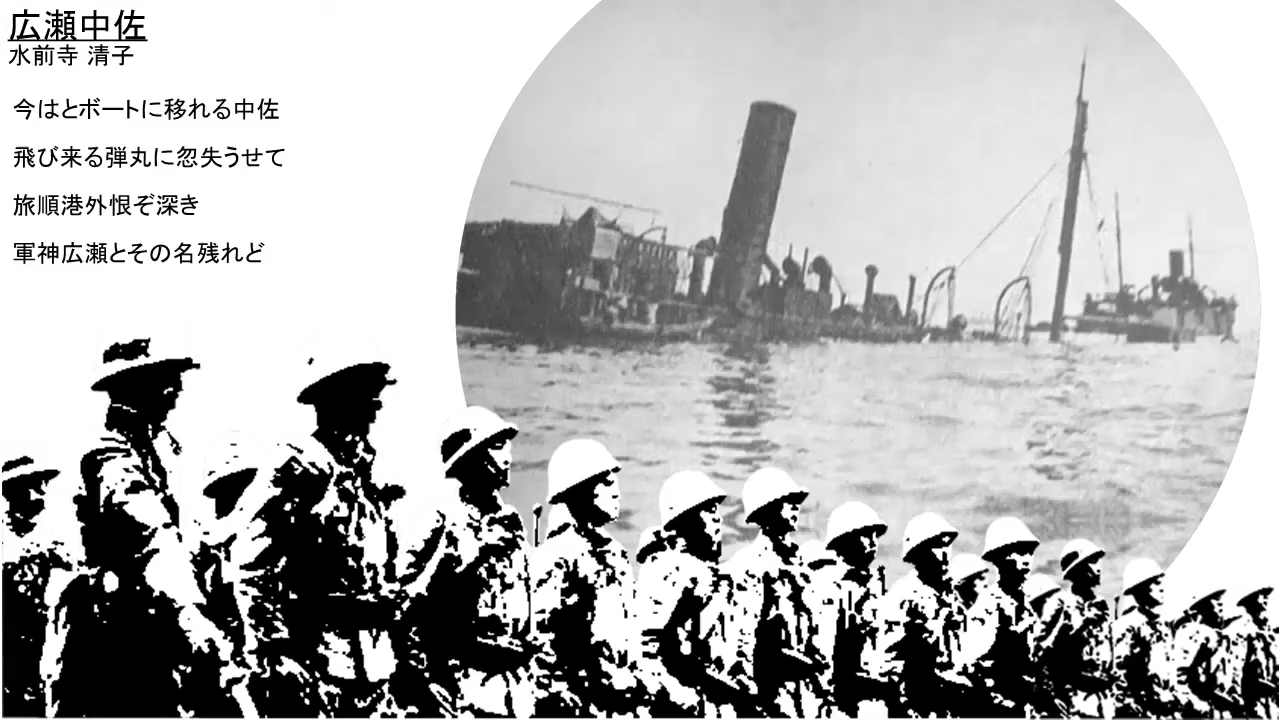 広瀬中佐
水前寺 清子
今はとボートに移れる中佐
飛び来る弾丸に忽失うせて
旅順港外恨ぞ深き
軍神広瀬とその名残れど